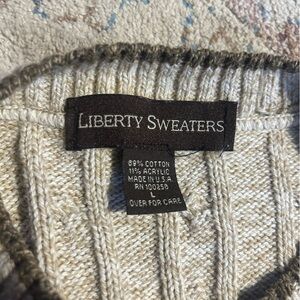 LIBERTY SWEATERS
89% COTTON
11% ACRYLIC
MADE IN U.S.A
RN 100258
L
OVER FOR CARE